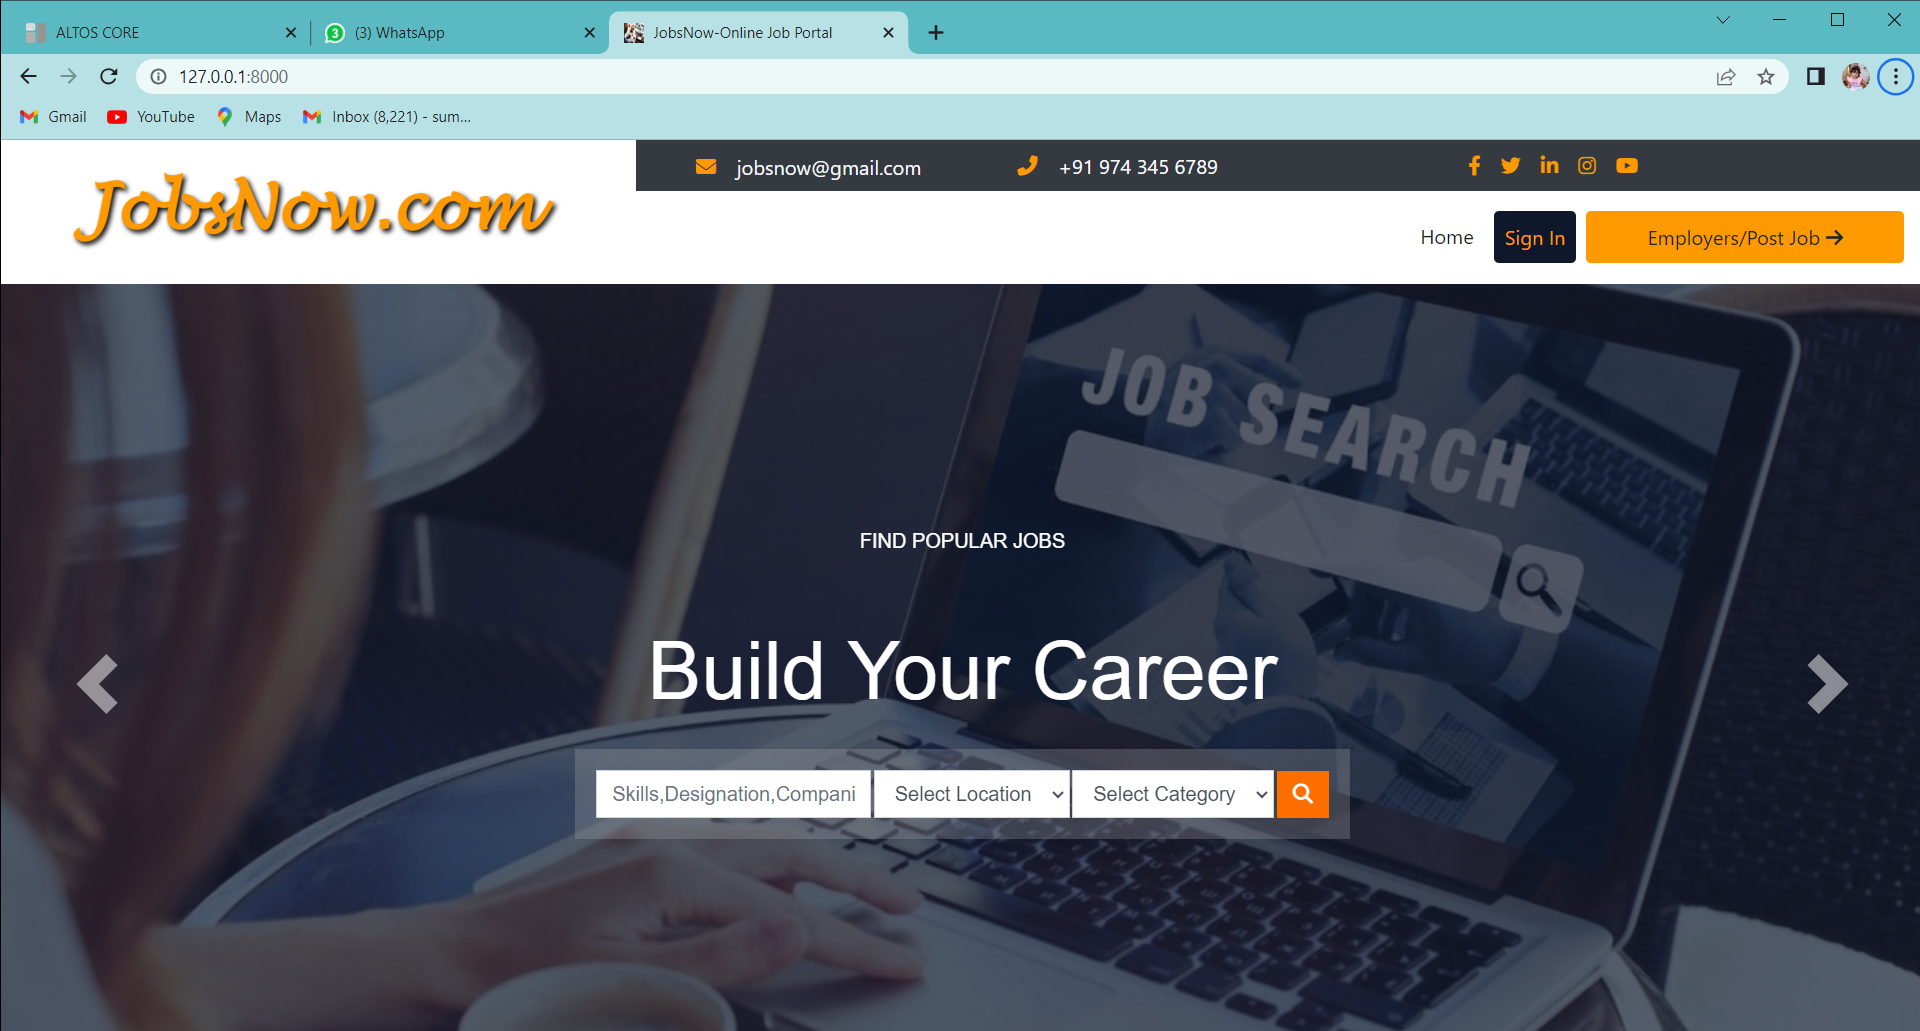 ALTOS CORE
(3) WhatsApp
JobsNow-Online Job Portal
127.0.0.1:8000
Gmail
YouTube
Maps
Inbox (8,221) - sum...
JobsNow.com
jobsnow@gmail.com
+91 974 345 6789
Home
Sign In
Employers/Post Job
JOB SEARCH
FIND POPULAR JOBS
Build Your Career
Skills,Designation,Compani
Select Location
Select Category